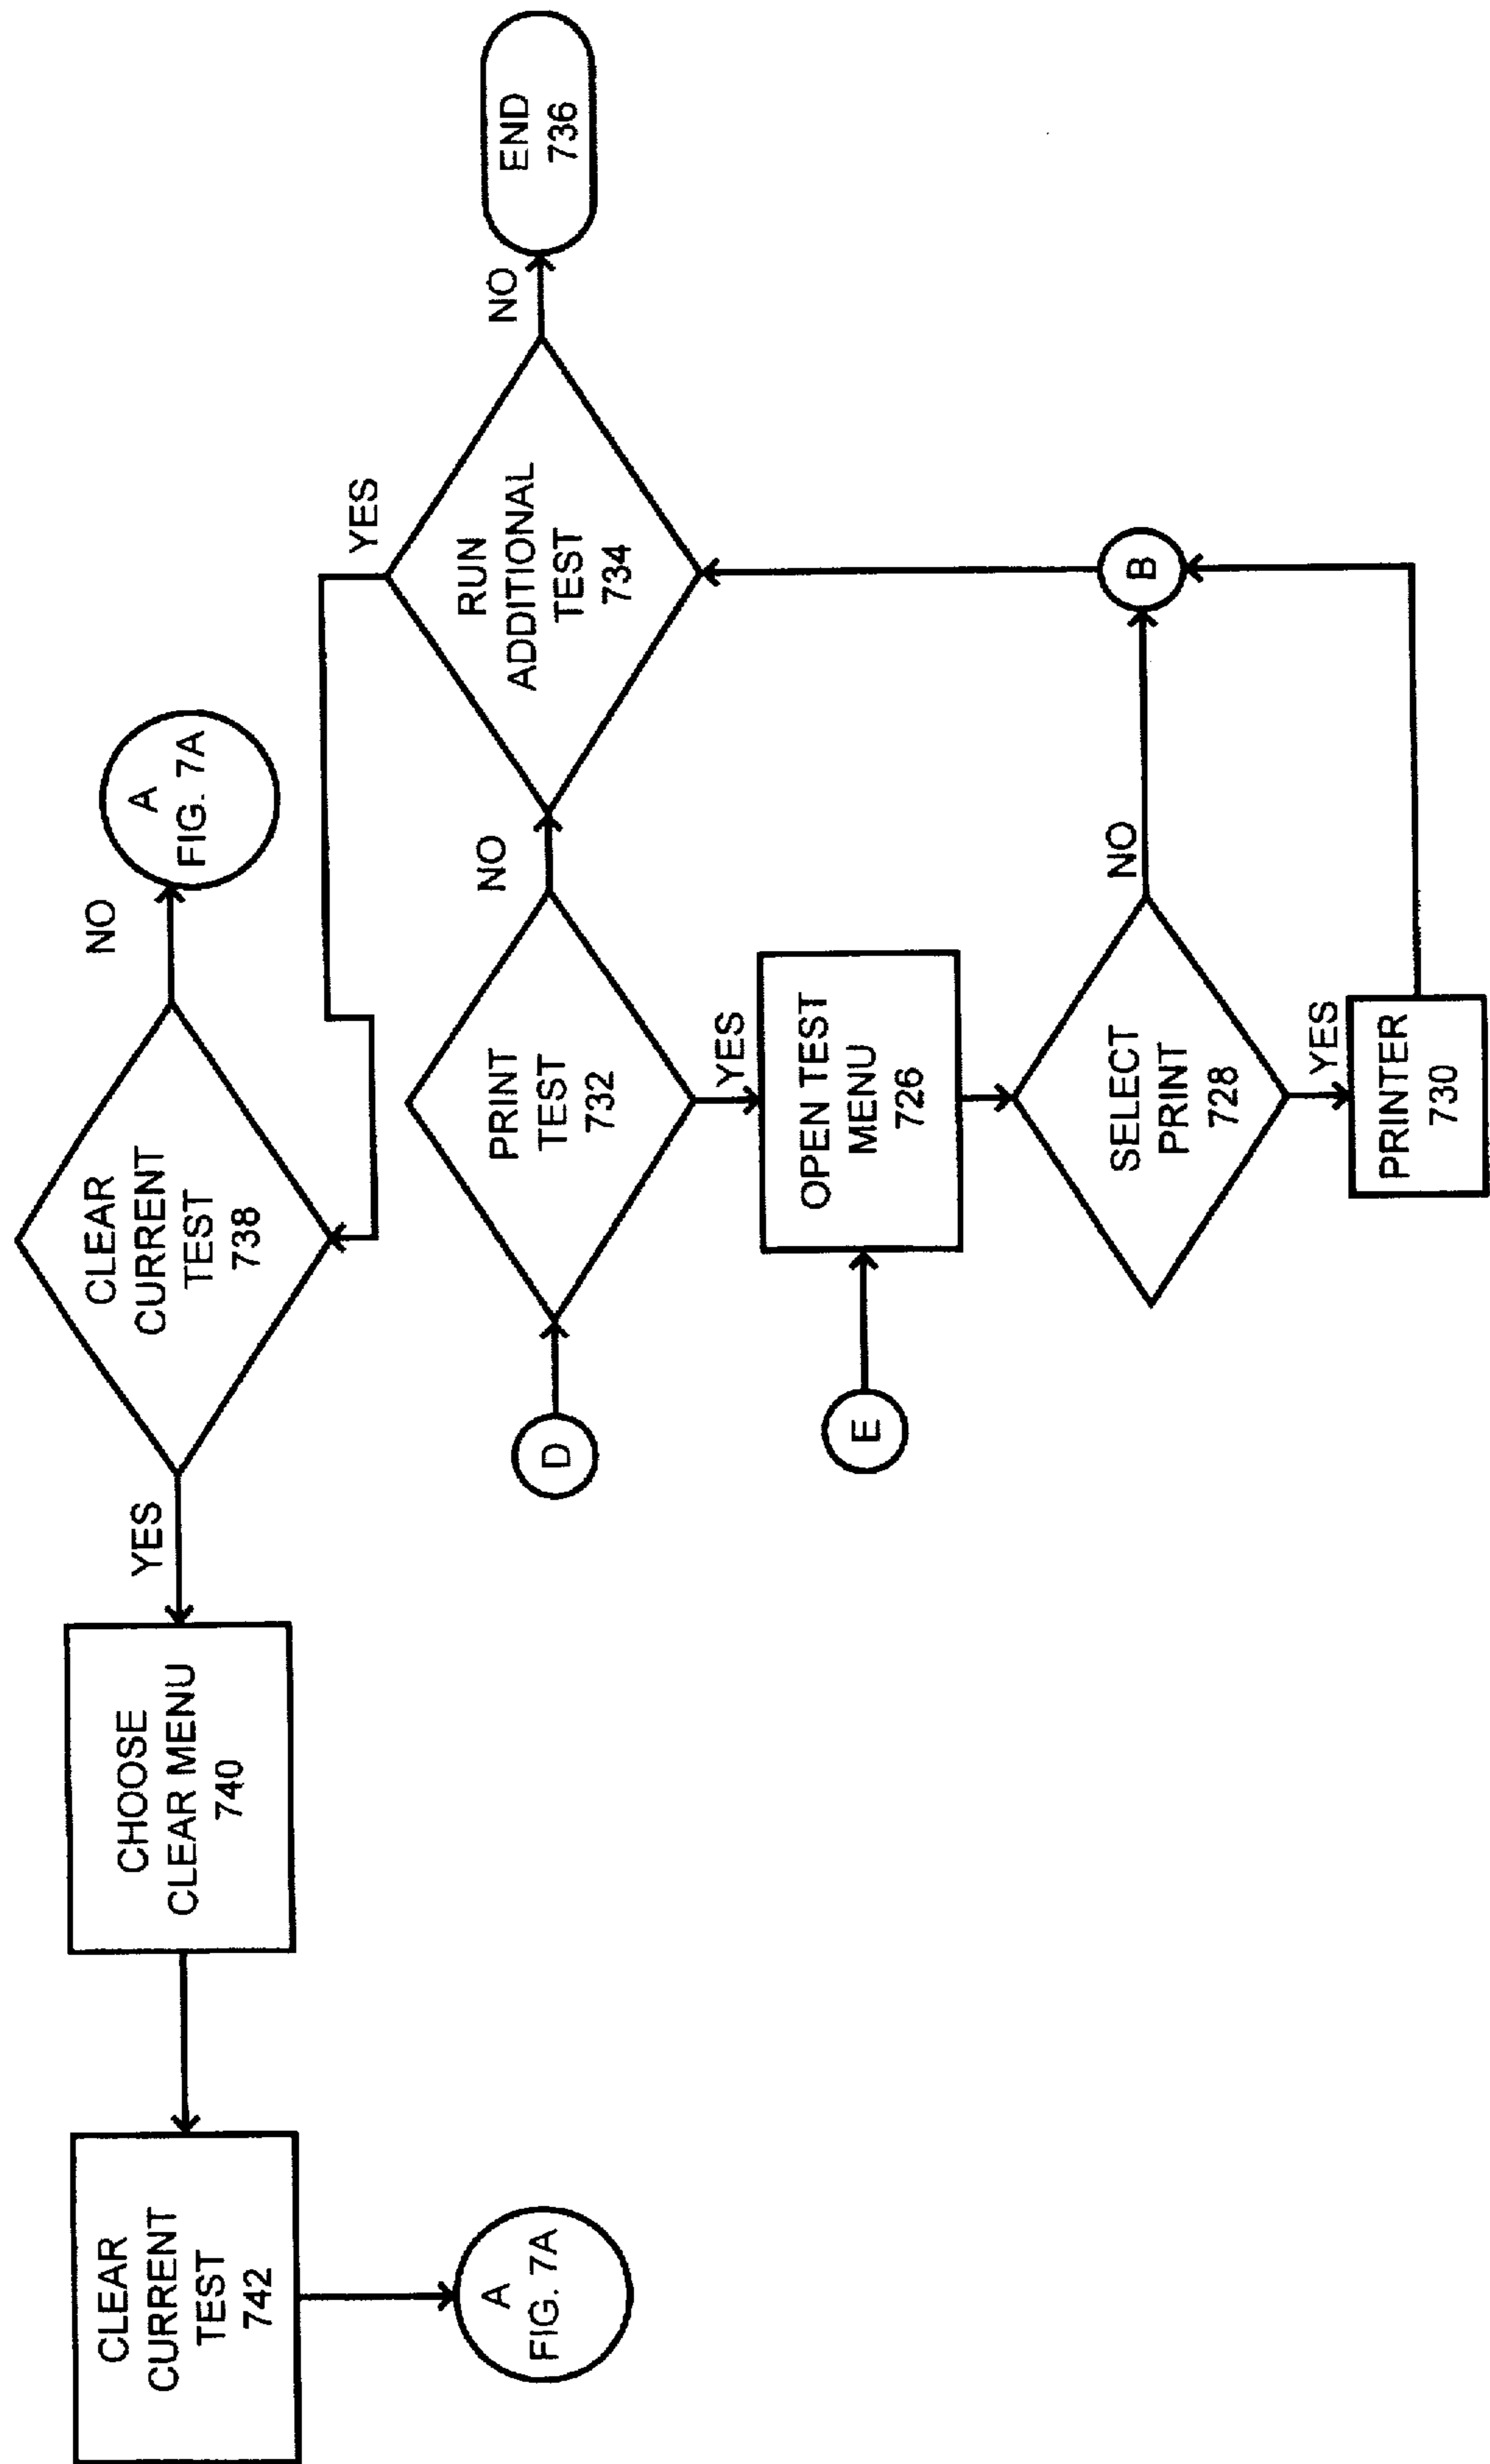 CLEAR
CURRENT
TEST
742
A
FIG. 7A
CHOOSE
CLEAR MENU
740
YES
CLEAR
CURRENT
TEST
738
NO
A
FIG. 7A
D
PRINT
TEST
732
NO
YES
RUN
ADDITIONAL
TEST
734
YES
NO
END
736
E
OPEN TEST
MENU
726
SELECT
PRINT
728
NO
B
YES
PRINTER
730